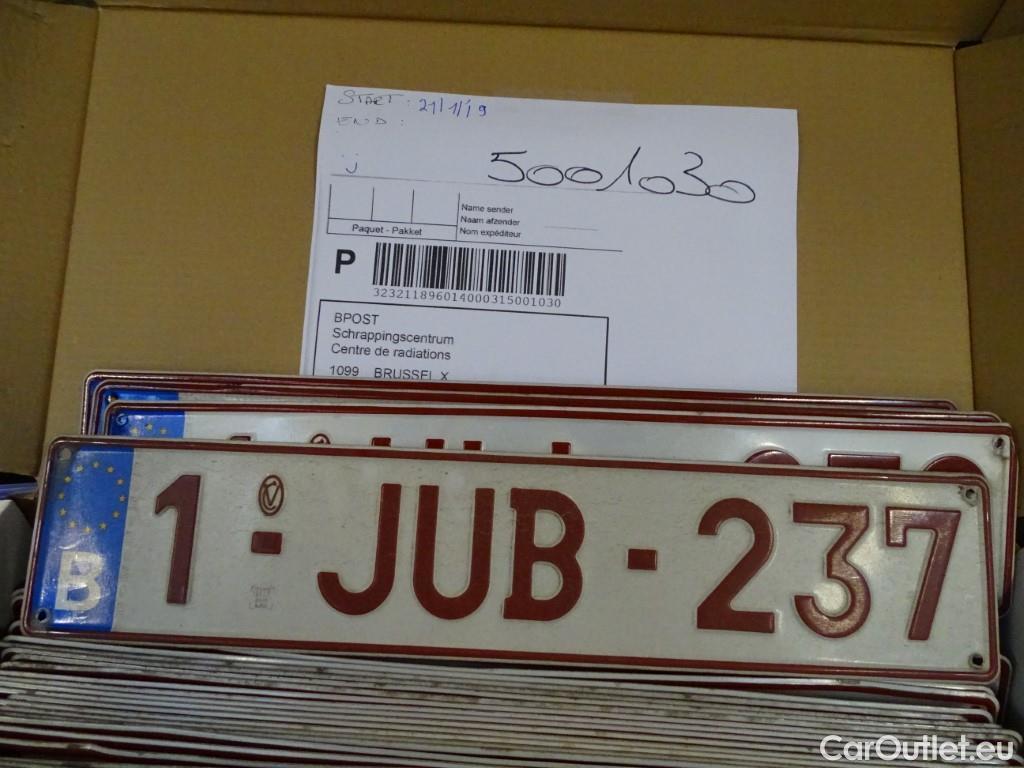 START: 21/1/19
END:
5001030
Name sender
Naam afzender
Nom expéditeur
Paquet - Pakket
P
323211896014000315001030
BPOST
Schrappingscentrum
Centre de radiations
1099 BRUSSEL X
B 1-JUB-237
CarOutlet.eu